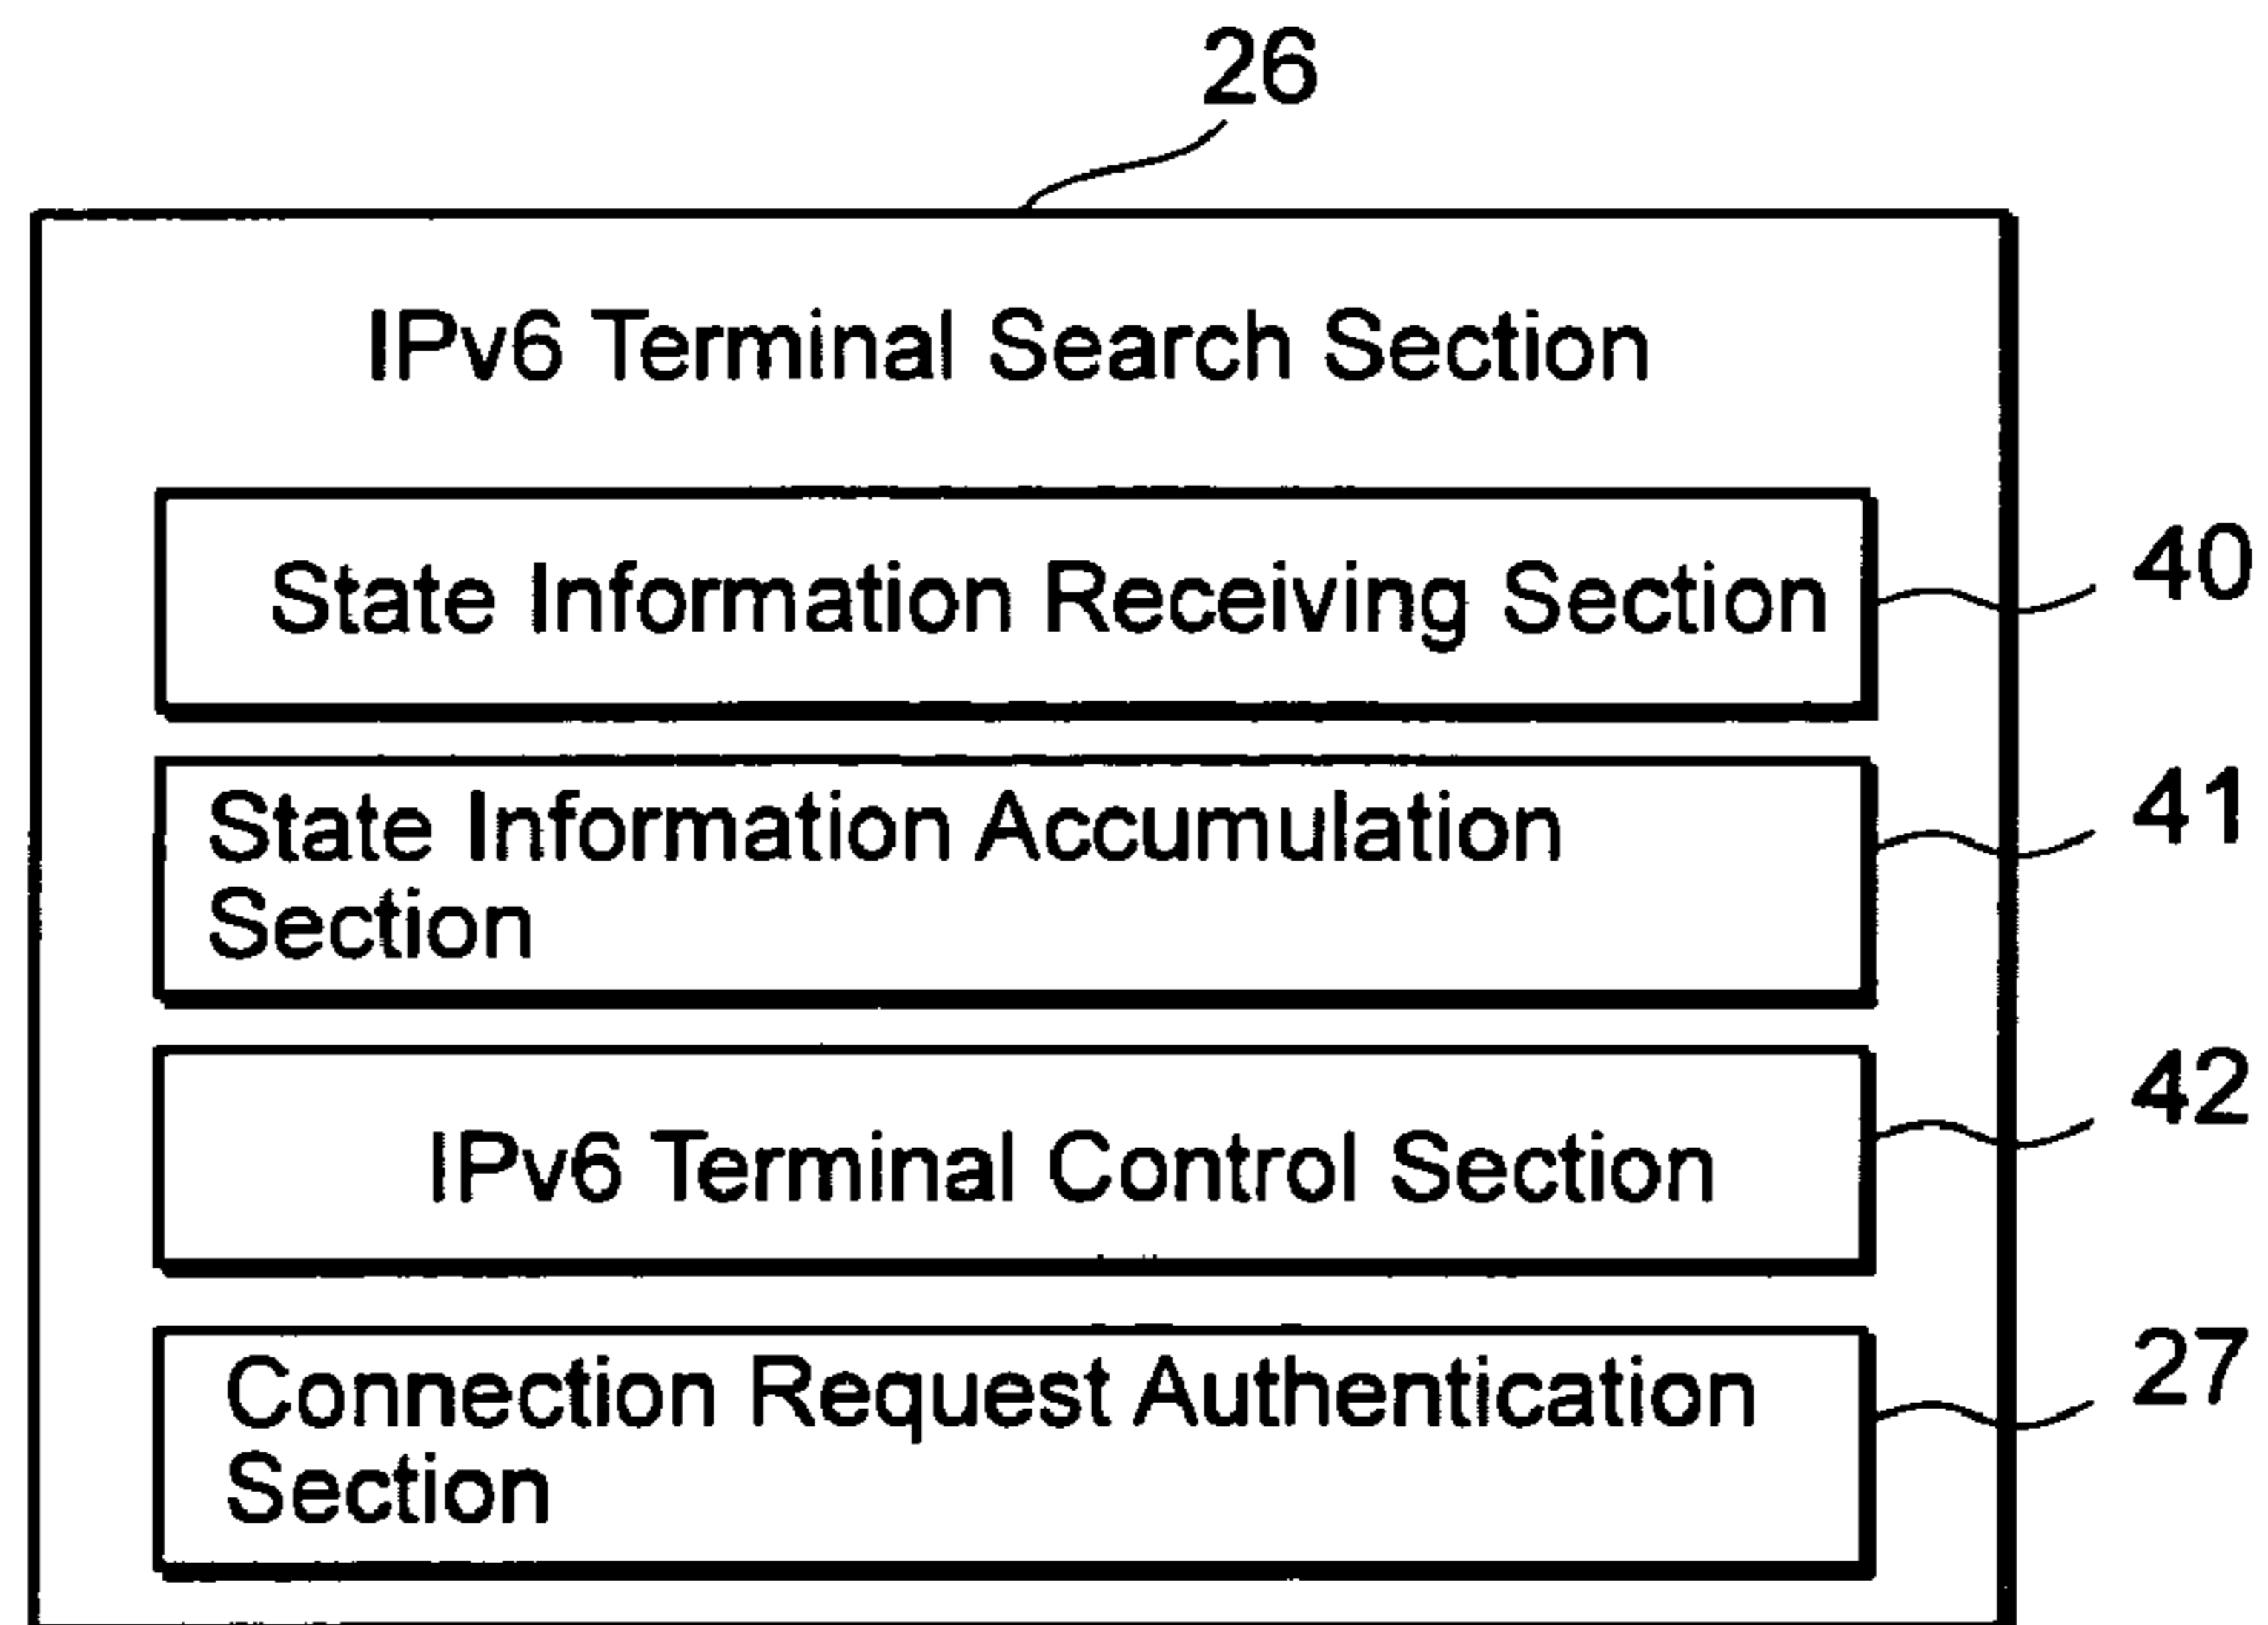 26
IPv6 Terminal Search Section
State Information Receiving Section
40
State Information Accumulation
Section
41
IPv6 Terminal Control Section
42
Connection Request Authentication
Section
27